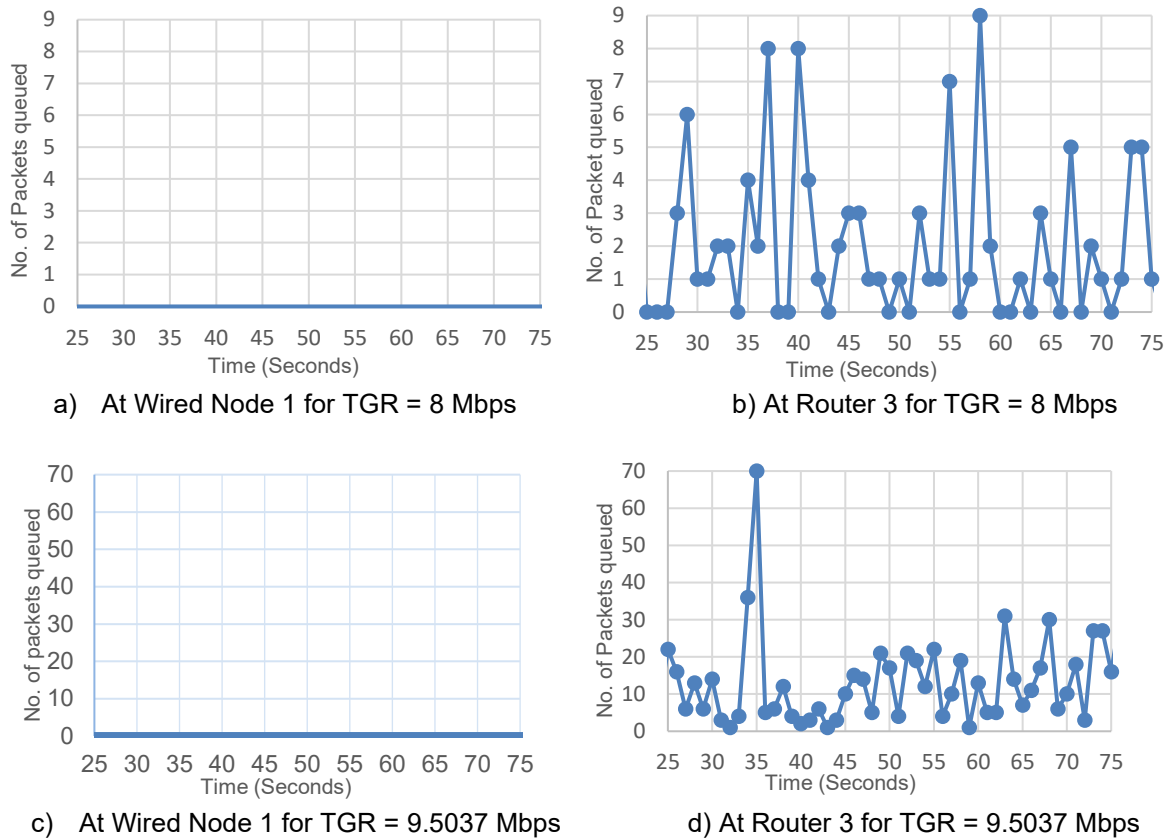 No. of Packets queued
9
8
7
6
5
4
3
2
1
0
25 30 35 40 45 50 55 60 65 70 75
Time (Seconds)
a) At Wired Node 1 for TGR = 8 Mbps
No. of Packet queued
9
8
7
6
5
4
3
2
1
0
25 30 35 40 45 50 55 60 65 70 75
Time (Seconds)
b) At Router 3 for TGR = 8 Mbps
No. of packets queued
70
60
50
40
30
20
10
0
25 30 35 40 45 50 55 60 65 70 75
Time (Seconds)
c) At Wired Node 1 for TGR = 9.5037 Mbps
No. of Packets queued
70
60
50
40
30
20
10
0
25 30 35 40 45 50 55 60 65 70 75
Time (Seconds)
d) At Router 3 for TGR = 9.5037 Mbps